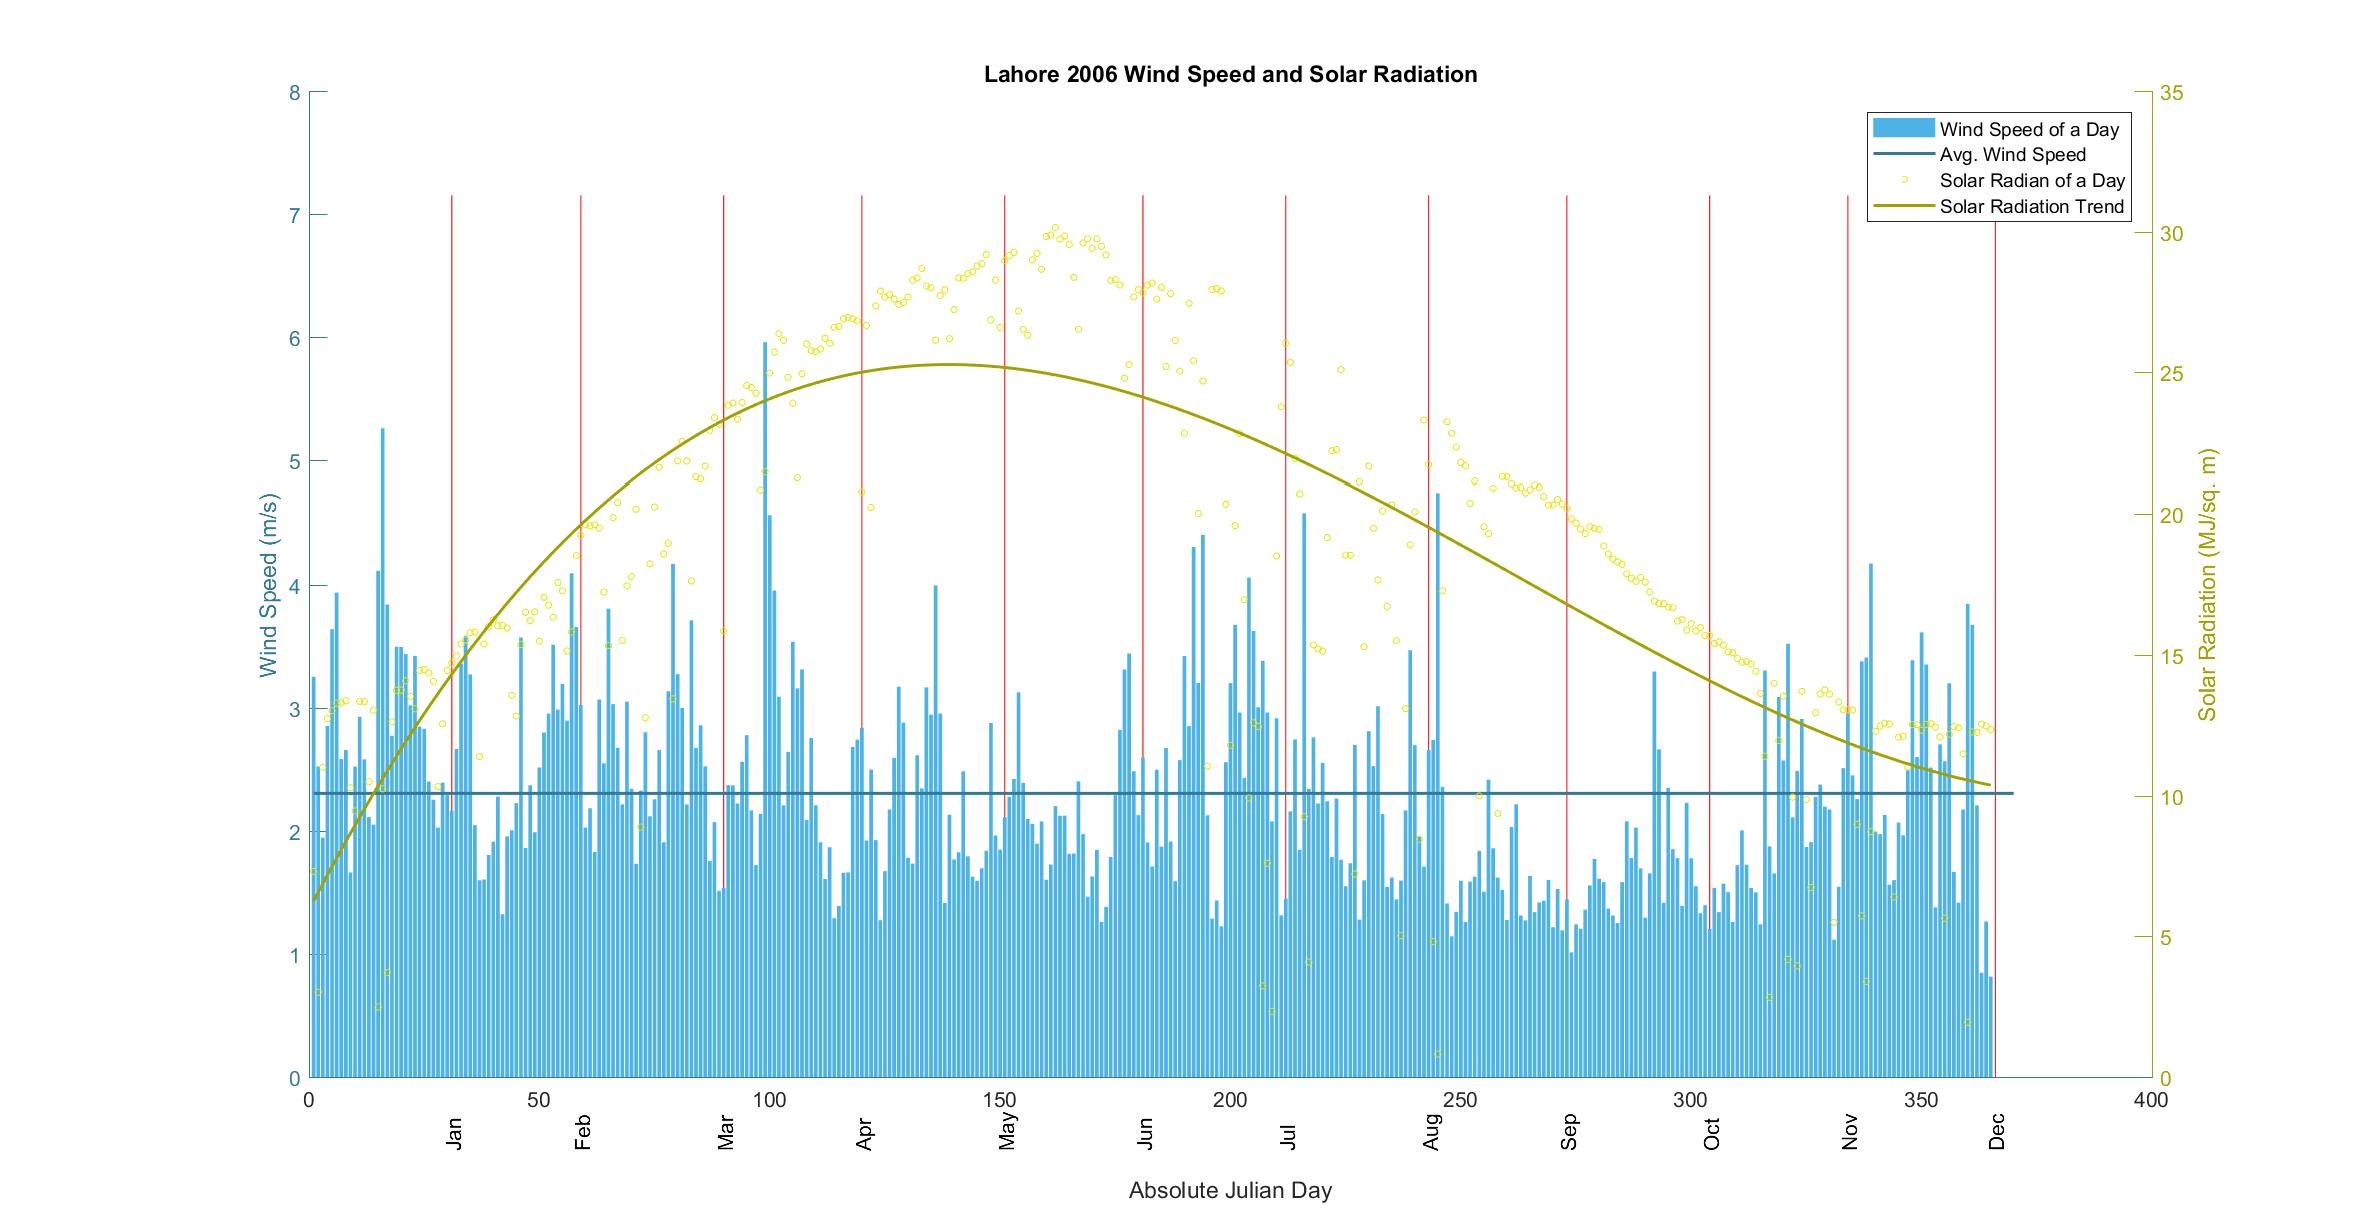 Lahore 2006 Wind Speed and Solar Radiation
8
7
6
5
4
3
2
1
0
Wind Speed (m/s)
35
30
25
20
15
10
5
0
Solar Radiation (MJ/sq. m)
Wind Speed of a Day
Avg. Wind Speed
Solar Radian of a Day
Solar Radiation Trend
0 50 100 150 200 250 300 350 400
Jan Feb Mar Apr May Jun Jul Aug Sep Oct Nov Dec
Absolute Julian Day